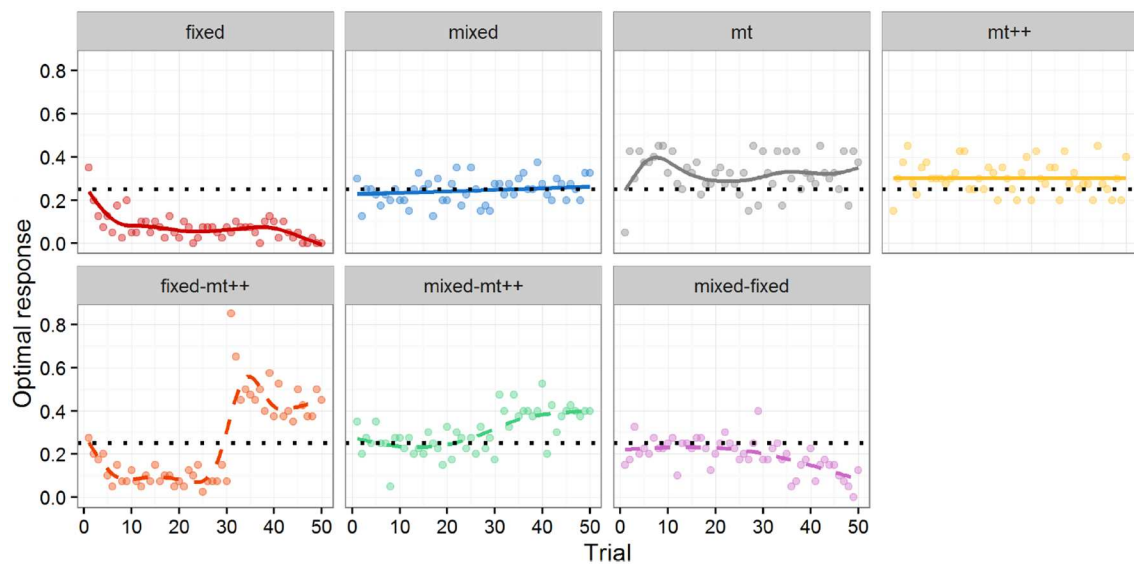 fixed mixed mt mt++
0.8
0.6
0.4
0.2
0.0
fixed-mt++ mixed-mt++ mixed-fixed
0.8
0.6
0.4
0.2
0.0
0 10 20 30 40 50 0 10 20 30 40 50 0 10 20 30 40 50
Optimal response
Trial